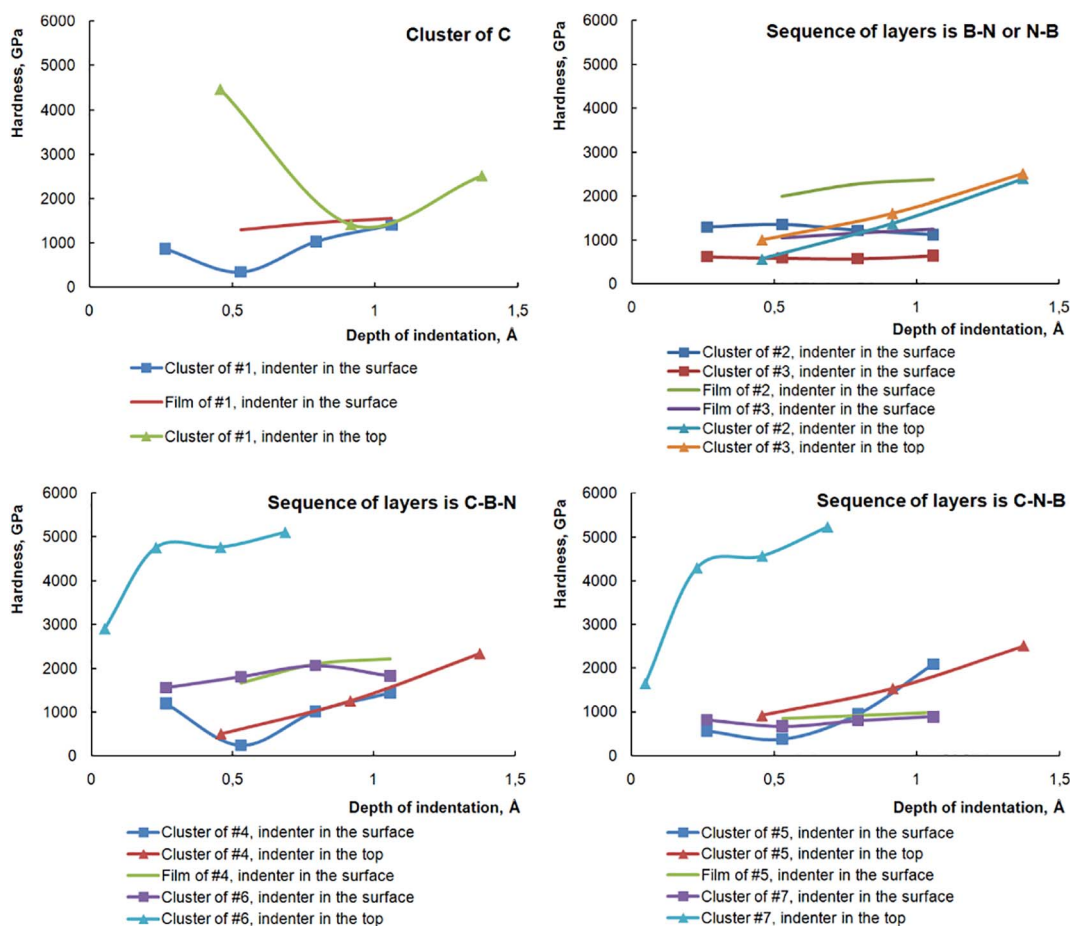 Cluster of C
Hardness, GPa
6000
5000
4000
3000
2000
1000
0
0
0,5
1
1,5
Depth of indentation, Å
Cluster of #1, indenter in the surface
Film of #1, indenter in the surface
Cluster of #1, indenter in the top
Sequence of layers is B-N or N-B
Hardness, GPa
6000
5000
4000
3000
2000
1000
0
0
0,5
1
1,5
Depth of indentation, Å
Cluster of #2, indenter in the surface
Cluster of #3, indenter in the surface
Film of #2, indenter in the surface
Film of #3, indenter in the surface
Cluster of #2, indenter in the top
Cluster of #3, indenter in the top
Sequence of layers is C-B-N
Hardness, GPa
6000
5000
4000
3000
2000
1000
0
0
0,5
1
1,5
Depth of indentation, Å
Cluster of #4, indenter in the surface
Cluster of #4, indenter in the top
Film of #4, indenter in the surface
Cluster of #6, indenter in the surface
Cluster of #6, indenter in the top
Sequence of layers is C-N-B
Hardness, GPa
6000
5000
4000
3000
2000
1000
0
0
0,5
1
1,5
Depth of indentation, Å
Cluster of #5, indenter in the surface
Cluster of #5, indenter in the top
Film of #5, indenter in the surface
Cluster of #7, indenter in the surface
Cluster #7, indenter in the top